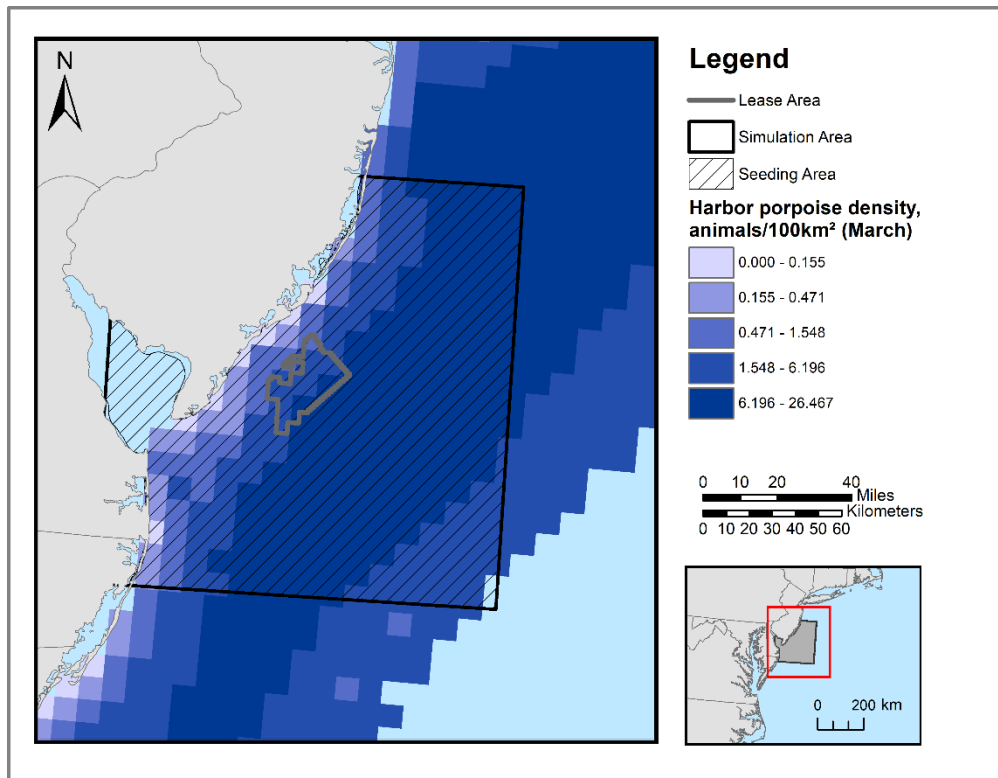 N
Legend
Lease Area
Simulation Area
Seeding Area
Harbor porpoise density,
animals/100km² (March)
0.000 - 0.155
0.155 - 0.471
0.471 - 1.548
1.548 - 6.196
6.196 - 26.467
0 10 20 40
Miles
Kilometers
0 10 20 30 40 50 60
0 200 km